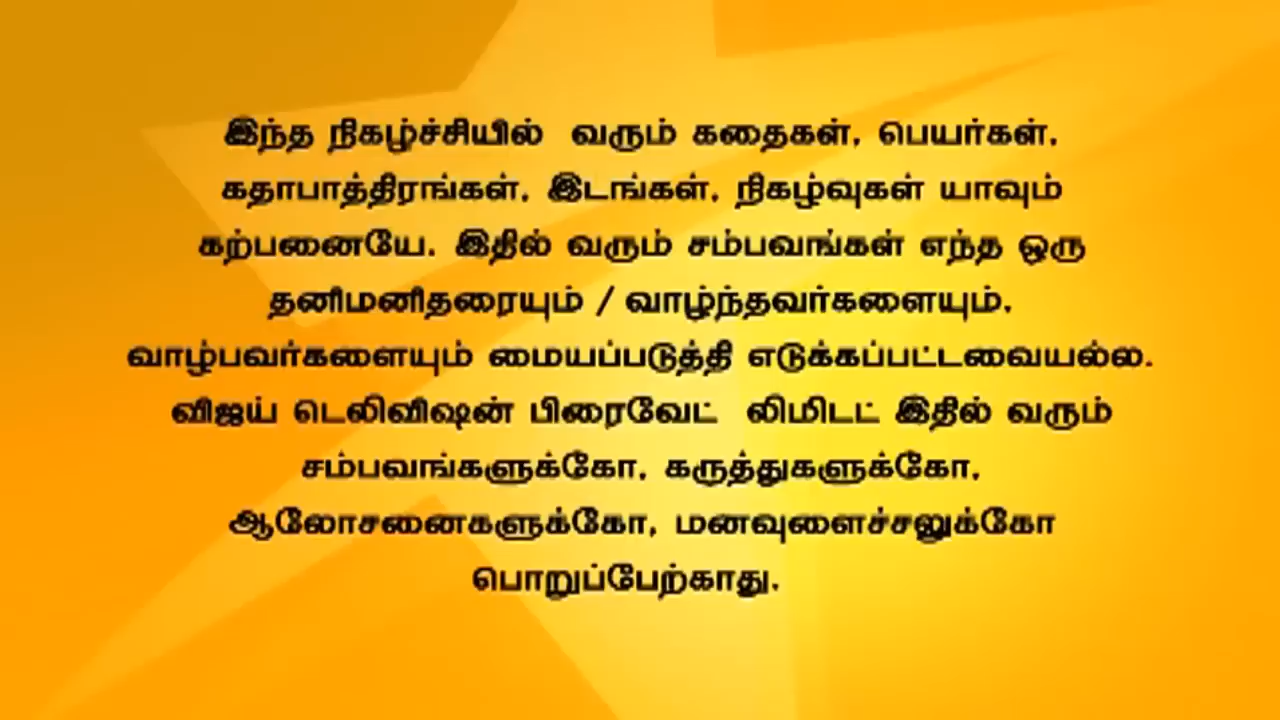 இந்த நிகழ்ச்சியில் வரும் கதைகள், பெயர்கள்,
கதாபாத்திரங்கள், இடங்கள், நிகழ்வுகள் யாவும்
கற்பனையே. இதில் வரும் சம்பவங்கள் எந்த ஒரு
தனிமனிதரையும் / வாழ்ந்தவர்களையும்,
வாழ்பவர்களையும் மையப்படுத்தி எடுக்கப்பட்டவையல்ல.
விஜய் டெலிவிஷன் பிரைவேட் லிமிடட் இதில் வரும்
சம்பவங்களுக்கோ, கருத்துகளுக்கோ,
ஆலோசனைகளுக்கோ, மனவுளைச்சலுக்கோ
பொறுப்பேற்காது.